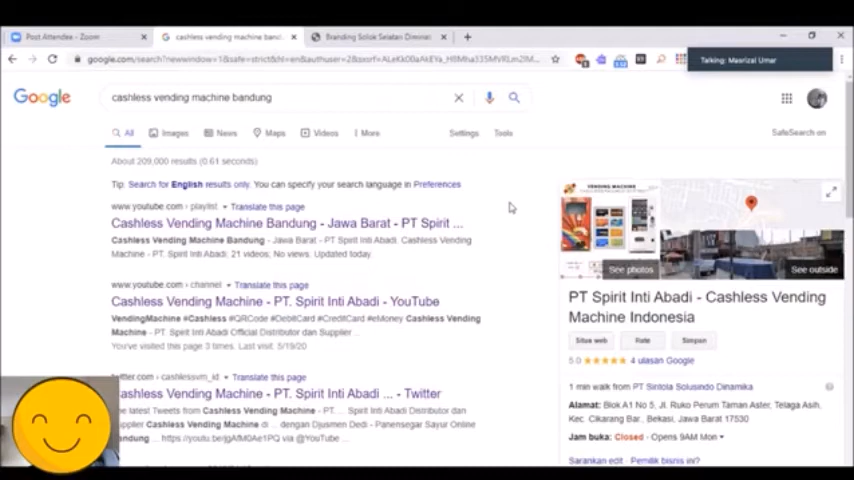 Post Attendee - Zoom
cashless vending machine band...
Branding Solok Selatan Diminat
Talking: Masrizal Umar
Google
cashless vending machine bandung
All
Images
News
Maps
Videos
More
Settings
Tools
SafeSearch on
About 209,000 results (0.61 seconds)
Tip: Search for English results only. You can specify your search language in Preferences
www.youtube.com › playlist
Translate this page
Cashless Vending Machine Bandung - Jawa Barat - PT Spirit ...
Cashless Vending Machine Bandung - Jawa Barat - PT Spirit Inti Abadi. Cashless Vending
Machine Bandung - Jawa Barat - PT Spirit Inti Abadi. 21 videos; No views. Updated today.
www.youtube.com › channel
Translate this page
Cashless Vending Machine - PT. Spirit Inti Abadi - YouTube
VendingMachine #Cashless #QRCode #DebitCard #CreditCard #eMoney Cashless Vending
Machine - PT. Spirit Inti Abadi Official Distributor dan Supplier ...
You've visited this page 3 times. Last visit: 5/19/20
twitter.com › cashlessvm_id
Translate this page
Cashless Vending Machine - PT. Spirit Inti Abadi ... - Twitter
The latest Tweets from Cashless Vending Machine - PT. Spirit Inti Abadi Distributor dan
Supplier Cashless Vending Machine di ... dengan Djusmen Dedi - Panensegar Sayur Online
Bandung ... via @YouTube ...
VENDING MACHINE
See photos
See outside
PT Spirit Inti Abadi - Cashless Vending
Machine Indonesia
Situs web
Rute
Simpan
5.0
4 ulasan Google
1 min walk from PT Sintola Solusindo Dinamika
Alamat: Blok A1 No 5, Jl. Ruko Perum Taman Aster, Telaga Asih,
Kec. Cikarang Bar., Bekasi, Jawa Barat 17530
Jam buka: Closed · Opens 9AM Mon
Sarankan edit · Pemilik bisnis ini?